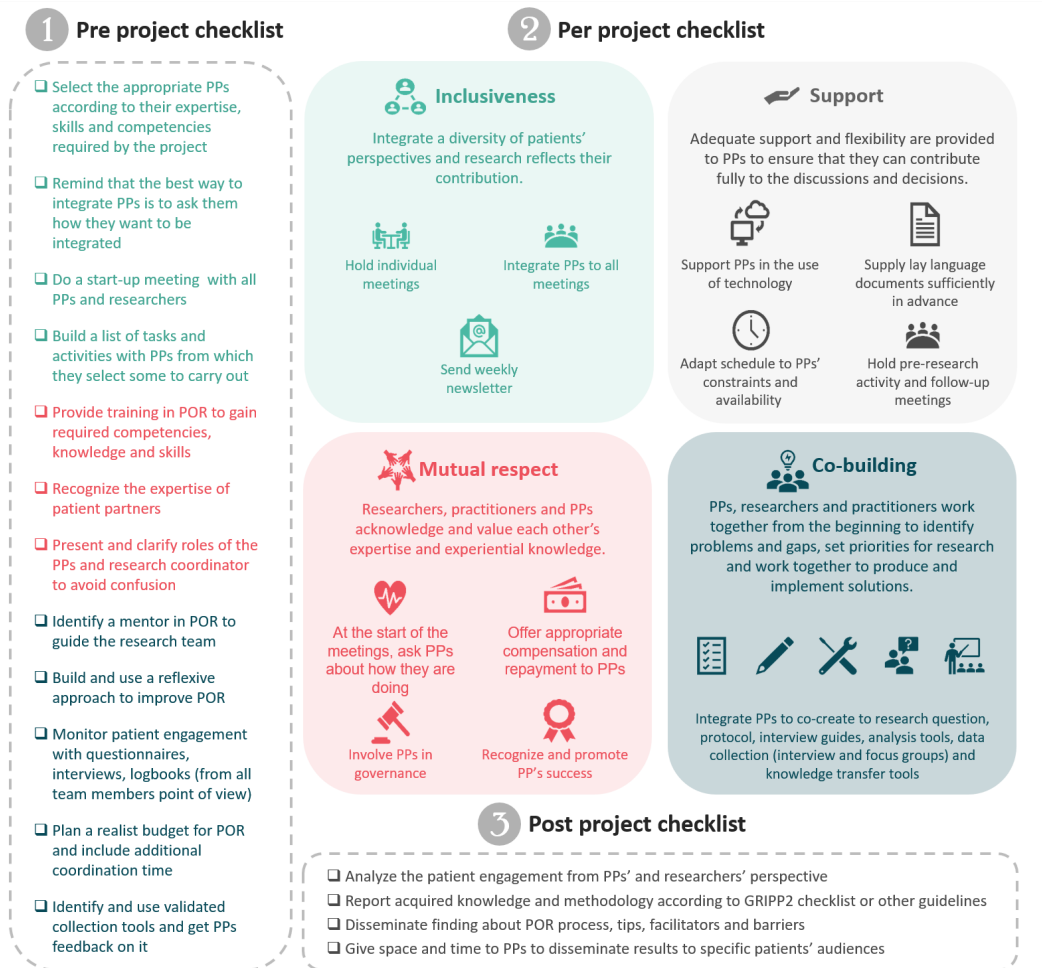 1 Pre project checklist
Select the appropriate PPs
according to their expertise,
skills and competencies
required by the project
Remind that the best way to
integrate PPs is to ask them
how they want to be
integrated
Do a start-up meeting with all
PPs and researchers
Build a list of tasks and
activities with PPs from which
they select some to carry out
Provide training in POR to gain
required competencies,
knowledge and skills
Recognize the expertise of
patient partners
Present and clarify roles of the
PPs and research coordinator
to avoid confusion
Identify a mentor in POR to
guide the research team
Build and use a reflexive
approach to improve POR
Monitor patient engagement
with questionnaires,
interviews, logbooks (from all
team members point of view)
Plan a realist budget for POR
and include additional
coordination time
Identify and use validated
collection tools and get PPs
feedback on it
2 Per project checklist
Inclusiveness
Integrate a diversity of patients'
perspectives and research reflects their
contribution.
Hold individual
meetings
Integrate PPs to all
meetings
@
Send weekly
newsletter
Support
Adequate support and flexibility are provided
to PPs to ensure that they can contribute
fully to the discussions and decisions.
Support PPs in the use
of technology
Supply lay language
documents sufficiently
in advance
Adapt schedule to PPs'
constraints and
availability
Hold pre-research
activity and follow-up
meetings
Mutual respect
Researchers, practitioners and PPs
acknowledge and value each other's
expertise and experiential knowledge.
At the start of the
meetings, ask PPs
about how they are
doing
Offer appropriate
compensation and
repayment to PPs
Involve PPs in
governance
Recognize and promote
PP's success
Co-building
PPs, researchers and practitioners work
together from the beginning to identify
problems and gaps, set priorities for research
and work together to produce and
implement solutions.
?
Integrate PPs to co-create to research question,
protocol, interview guides, analysis tools, data
collection (interview and focus groups) and
knowledge transfer tools
3 Post project checklist
Analyze the patient engagement from PPs' and researchers' perspective
Report acquired knowledge and methodology according to GRIPP2 checklist or other guidelines
Disseminate finding about POR process, tips, facilitators and barriers
Give space and time to PPs to disseminate results to specific patients' audiences